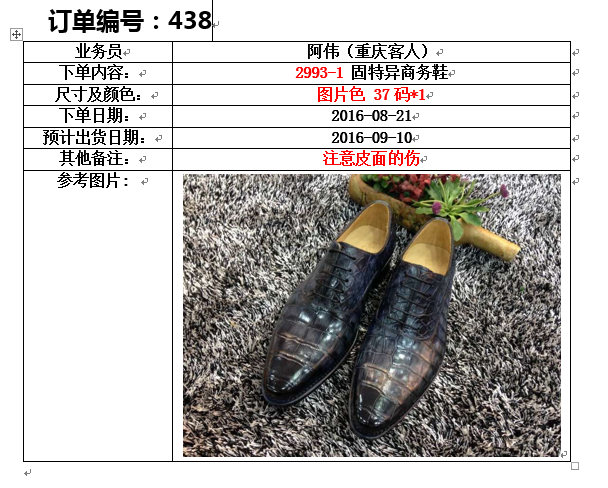 订单编号：438
业务员 阿伟（重庆客人）
下单内容： 2993-1 固特异商务鞋
尺寸及颜色： 图片色 37 码*1
下单日期： 2016-08-21
预计出货日期： 2016-09-10
其他备注： 注意皮面的伤
参考图片：